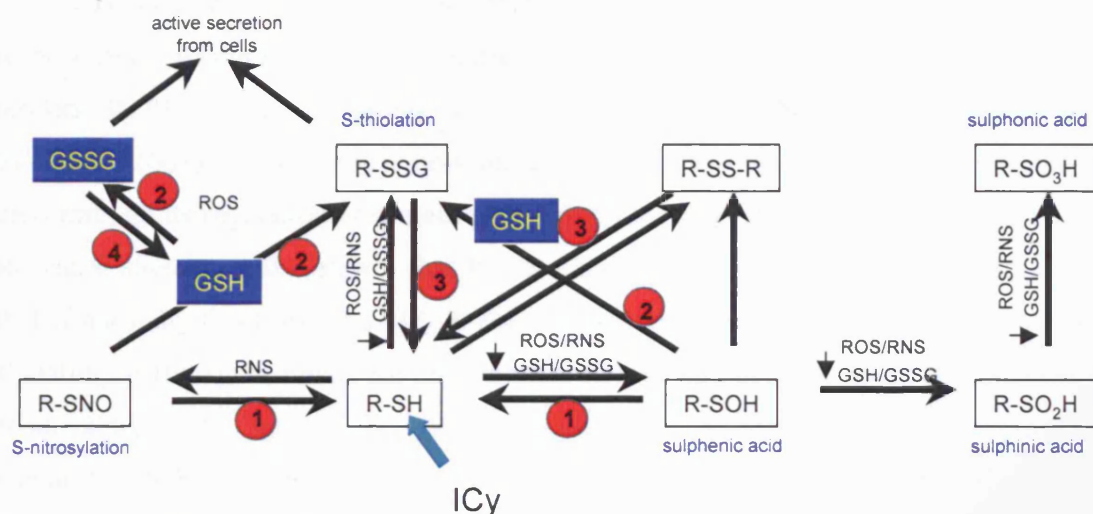 active secretion
from cells
S-thiolation
sulphonic acid
GSSG
R-SSG
R-SS-R
R-SO3H
2
ROS
GSH
3
4
2
ROS/RNS
GSH/GSSG
ROS/RNS
GSH/GSSG
GSH
3
2
RNS
ROS/RNS
GSH/GSSG
ROS/RNS
GSH/GSSG
R-SNO
1
R-SH
1
R-SOH
R-SO2H
S-nitrosylation
sulphenic acid
sulphinic acid
ICy